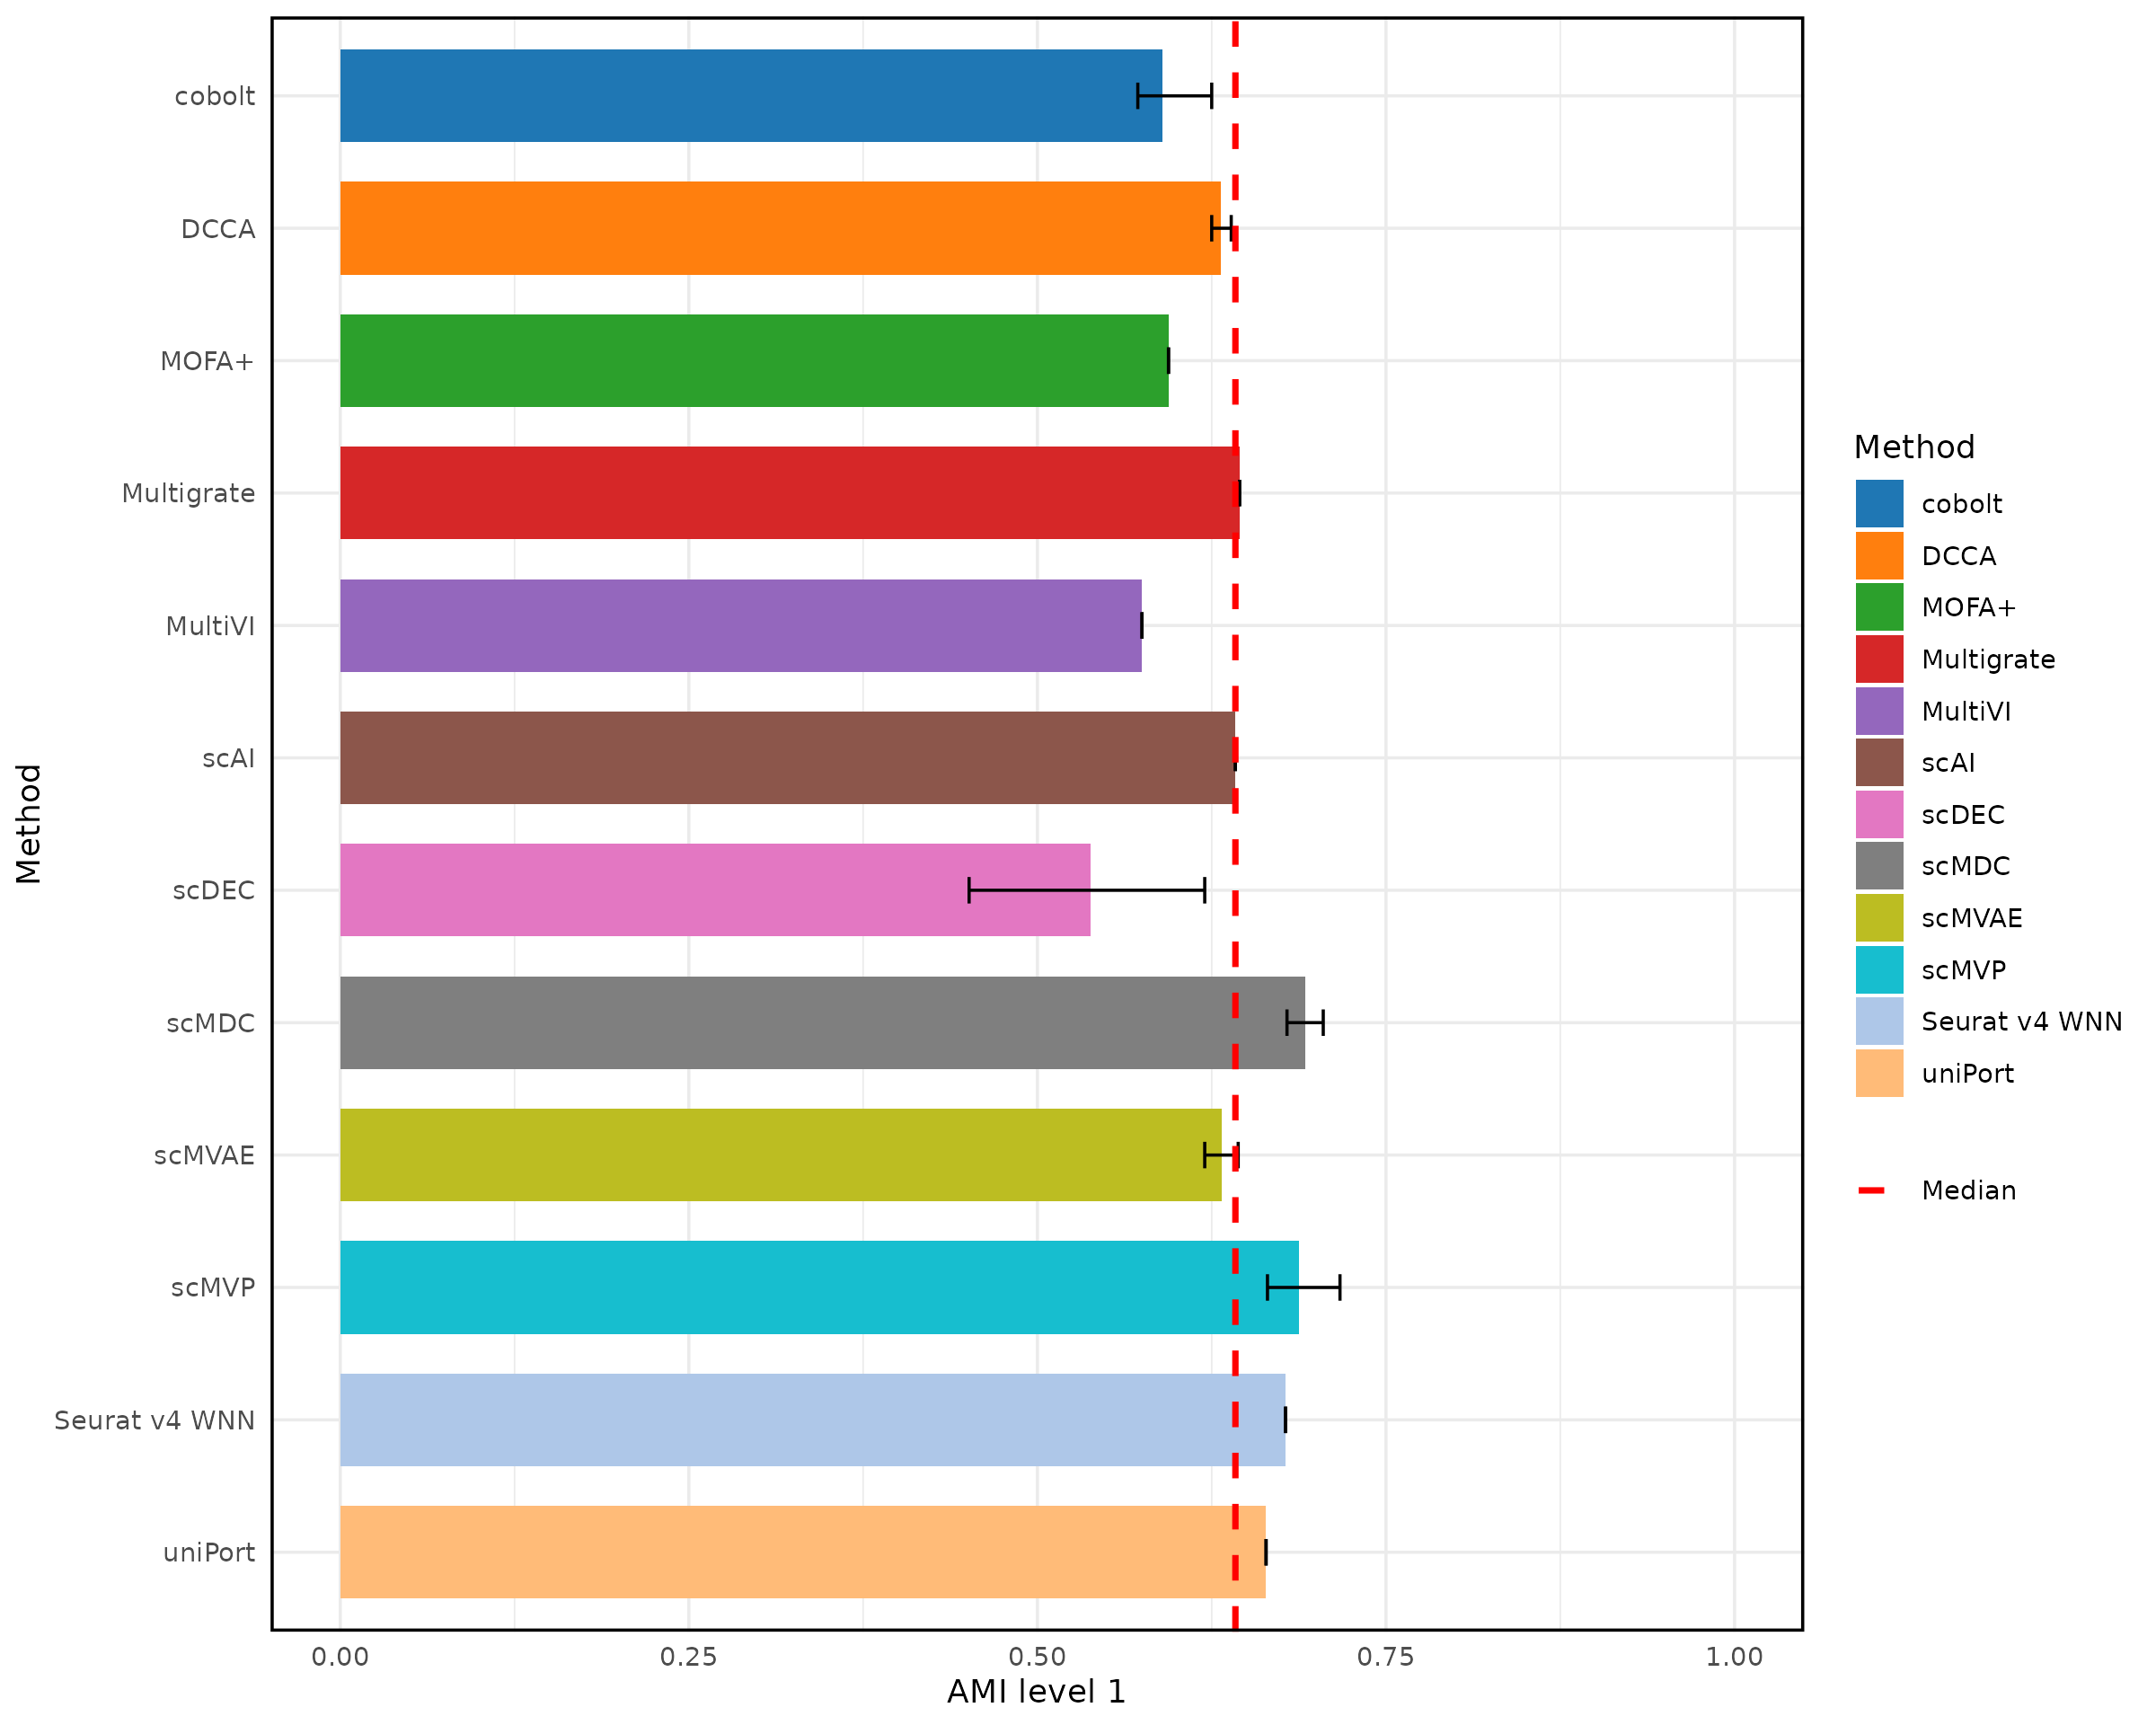 cobolt
DCCA
MOFA+
Multigrate
MultiVI
scAI
scDEC
scMDC
scMVAE
scMVP
Seurat v4 WNN
uniPort
Method
0.00 0.25 0.50 0.75 1.00
AMI level 1
Method
cobolt
DCCA
MOFA+
Multigrate
MultiVI
scAI
scDEC
scMDC
scMVAE
scMVP
Seurat v4 WNN
uniPort
Median